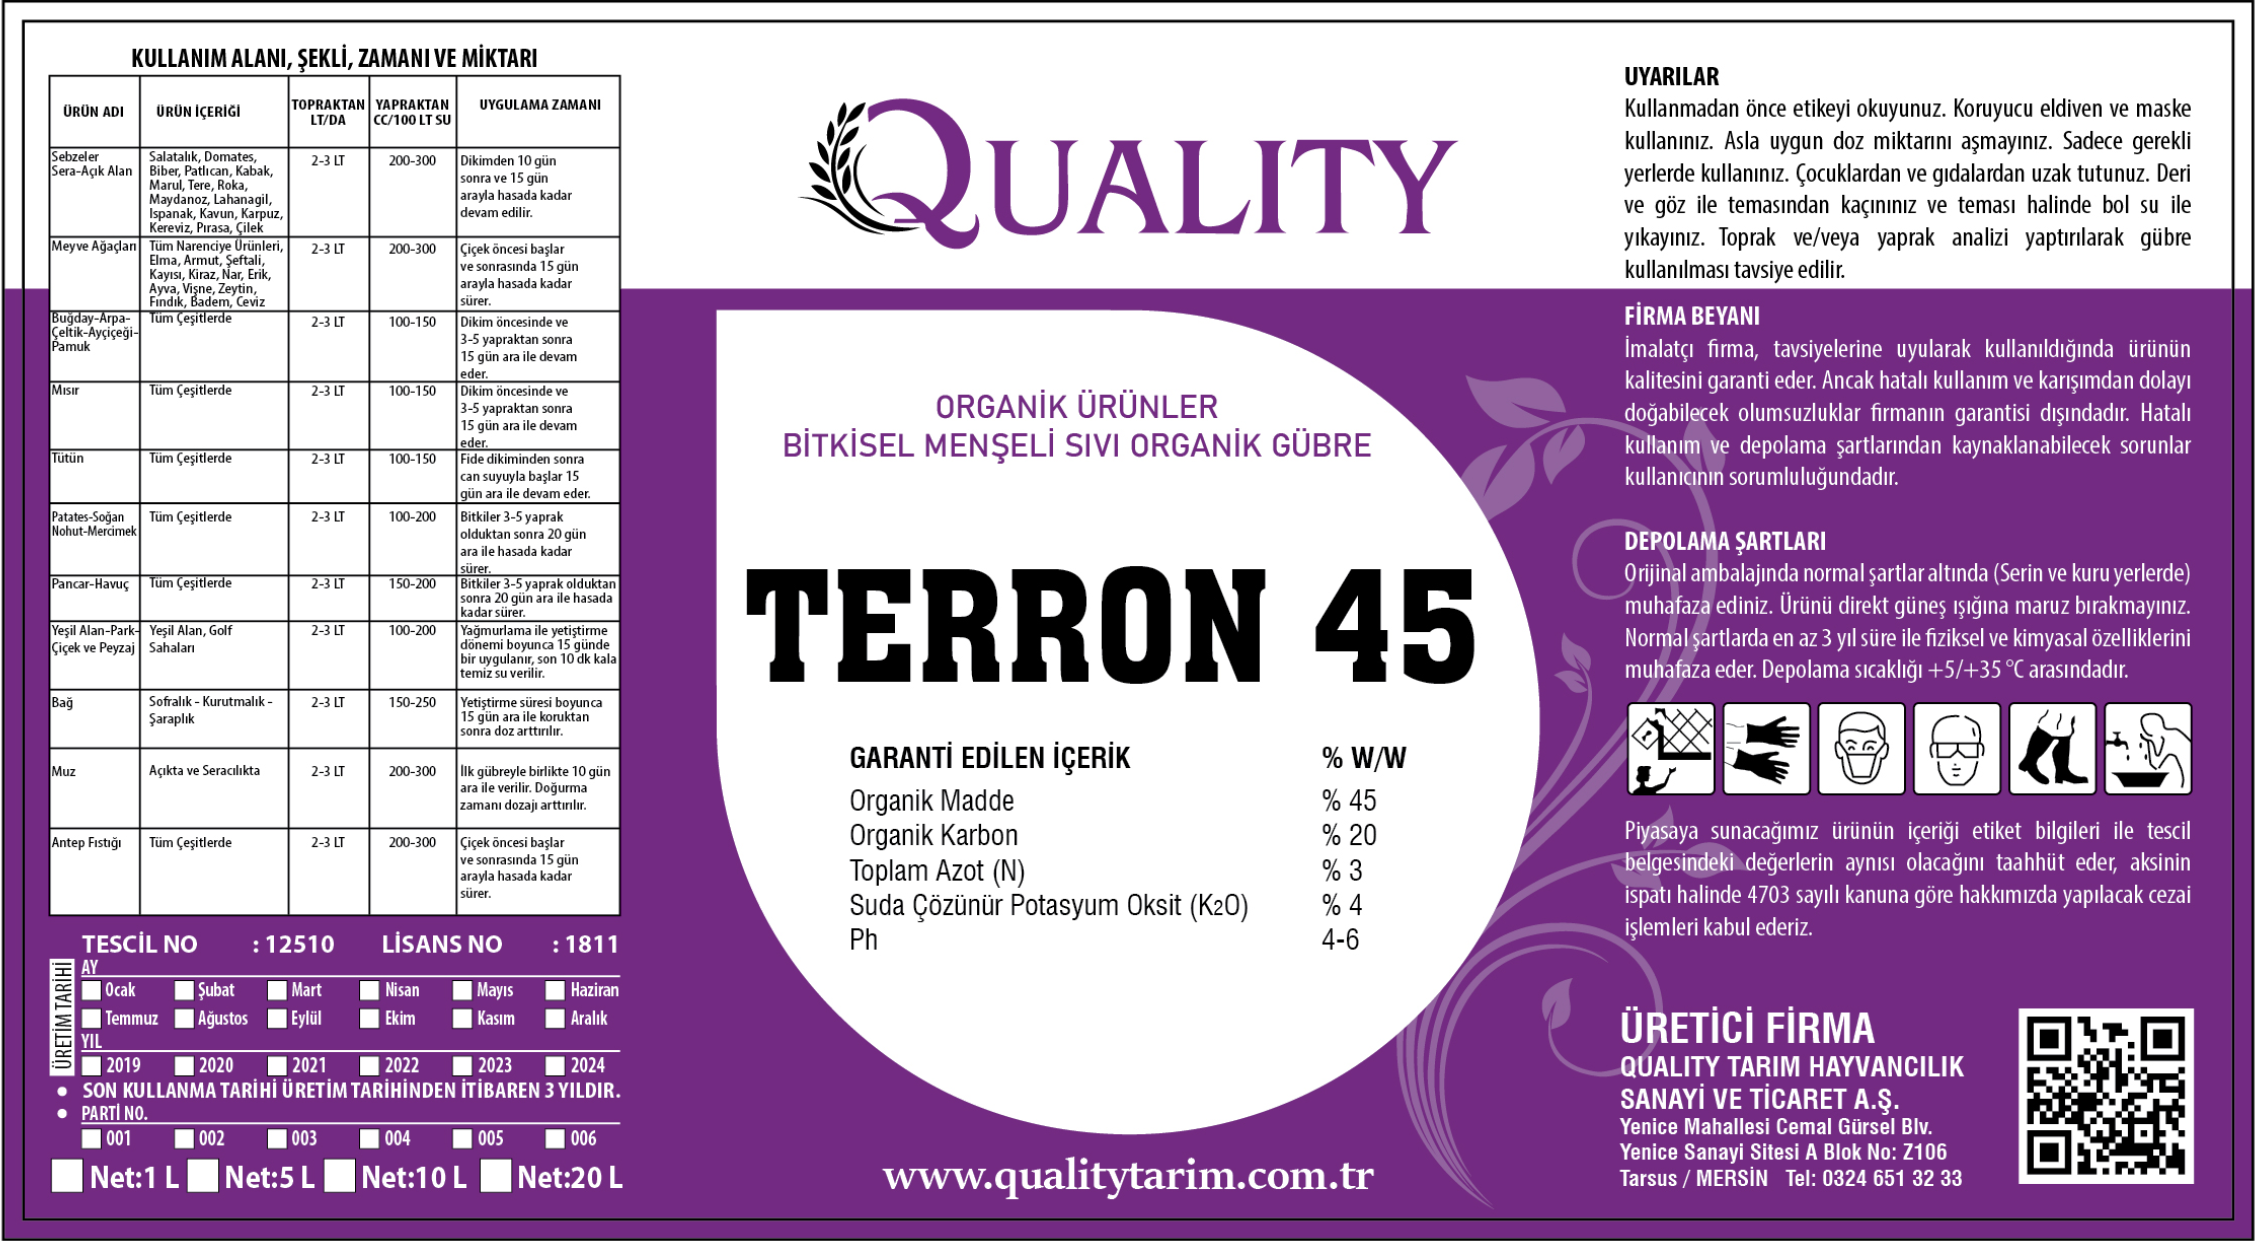 KULLANIM ALANI, ŞEKLİ, ZAMANI VE MİKTARI
ÜRÜN ADI
ÜRÜN İÇERİĞİ
TOPRAKTAN
LT/DA
YAPRAKTAN
CC/100 LT SU
UYGULAMA ZAMANI
Sebzeler
Sera-Açık Alan
Salatalık, Domates,
Biber, Patlıcan, Kabak,
Marul, Tere, Roka,
Maydanoz, Lahanagil,
Ispanak, Kavun, Karpuz,
Kereviz, Pırasa, Çilek
2-3 LT
200-300
Dikimden 10 gün
sonra ve 15 gün
arayla hasada kadar
devam edilir.
Meyve Ağaçları
Tüm Narenciye Ürünleri,
Elma, Armut, Şeftali,
Kayısı, Kiraz, Nar, Erik,
Ayva, Vişne, Zeytin,
Fındık, Badem, Ceviz
2-3 LT
200-300
Çiçek öncesi başlar
ve sonrasında 15 gün
arayla hasada kadar
sürer.
Buğday-Arpa-
Çeltik-Ayçiçeği-
Pamuk
Tüm Çeşitlerde
2-3 LT
100-150
Dikim öncesinde ve
3-5 yapraktan sonra
15 gün ara ile devam
eder.
Mısır
Tüm Çeşitlerde
2-3 LT
100-150
Dikim öncesinde ve
3-5 yapraktan sonra
15 gün ara ile devam
eder.
Tütün
Tüm Çeşitlerde
2-3 LT
100-150
Fide dikiminden sonra
can suyuyla başlar 15
gün ara ile devam eder.
Patates-Soğan
Nohut-Mercimek
Tüm Çeşitlerde
2-3 LT
100-200
Bitkiler 3-5 yaprak
olduktan sonra 20 gün
ara ile hasada kadar
sürer.
Pancar-Havuç
Tüm Çeşitlerde
2-3 LT
150-200
Bitkiler 3-5 yaprak olduktan
sonra 20 gün ara ile hasada
kadar sürer.
Yeşil Alan-Park-
Çiçek ve Peyzaj
Yeşil Alan, Golf
Sahaları
2-3 LT
100-200
Yağmurlama ile yetiştirme
dönemi boyunca 15 günde
bir uygulanır, son 10 dk kala
temiz su verilir.
Bağ
Sofralık - Kurutmalık -
Şaraplık
2-3 LT
150-250
Yetiştirme süresi boyunca
15 gün ara ile koruktan
sonra doz arttırılır.
Muz
Açıkta ve Seracılıkta
2-3 LT
200-300
İlk gübreyle birlikte 10 gün
ara ile verilir. Doğurma
zamanı dozajı arttırılır.
Antep Fıstığı
Tüm Çeşitlerde
2-3 LT
200-300
Çiçek öncesi başlar
ve sonrasında 15 gün
arayla hasada kadar
sürer.
TESCİL NO : 12510 LİSANS NO : 1811
ÜRETİM TARİHİ
AY
Ocak Şubat Mart Nisan Mayıs Haziran
Temmuz Ağustos Eylül Ekim Kasım Aralık
YIL
2019 2020 2021 2022 2023 2024
• SON KULLANMA TARİHİ ÜRETİM TARİHİNDEN İTİBAREN 3 YILDIR.
• PARTİ NO.
001 002 003 004 005 006
Net:1 L Net:5 L Net:10 L Net:20 L
QUALITY
ORGANİK ÜRÜNLER
BİTKİSEL MENŞELİ SIVI ORGANİK GÜBRE
TERRON 45
GARANTİ EDİLEN İÇERİK % W/W
Organik Madde % 45
Organik Karbon % 20
Toplam Azot (N) % 3
Suda Çözünür Potasyum Oksit (K2O) % 4
Ph 4-6
www.qualitytarim.com.tr
UYARILAR
Kullanmadan önce etikeyi okuyunuz. Koruyucu eldiven ve maske
kullanınız. Asla uygun doz miktarını aşmayınız. Sadece gerekli
yerlerde kullanınız. Çocuklardan ve gıdalardan uzak tutunuz. Deri
ve göz ile temasından kaçınınız ve teması halinde bol su ile
yıkayınız. Toprak ve/veya yaprak analizi yaptırılarak gübre
kullanılması tavsiye edilir.
FİRMA BEYANI
İmalatçı firma, tavsiyelerine uyularak kullanıldığında ürünün
kalitesini garanti eder. Ancak hatalı kullanım ve karışımdan dolayı
doğabilecek olumsuzluklar firmanın garantisi dışındadır. Hatalı
kullanım ve depolama şartlarından kaynaklanabilecek sorunlar
kullanıcının sorumluluğundadır.
DEPOLAMA ŞARTLARI
Orijinal ambalajında normal şartlar altında (Serin ve kuru yerlerde)
muhafaza ediniz. Ürünü direkt güneş ışığına maruz bırakmayınız.
Normal şartlarda en az 3 yıl süre ile fiziksel ve kimyasal özelliklerini
muhafaza eder. Depolama sıcaklığı +5/+35 °C arasındadır.
Piyasaya sunacağımız ürünün içeriği etiket bilgileri ile tescil
belgesindeki değerlerin aynısı olacağını taahhüt eder, aksinin
ispatı halinde 4703 sayılı kanuna göre hakkımızda yapılacak cezai
işlemleri kabul ederiz.
ÜRETİCİ FİRMA
QUALITY TARIM HAYVANCILIK
SANAYİ VE TİCARET A.Ş.
Yenice Mahallesi Cemal Gürsel Blv.
Yenice Sanayi Sitesi A Blok No: Z106
Tarsus / MERSİN Tel: 0324 651 32 33